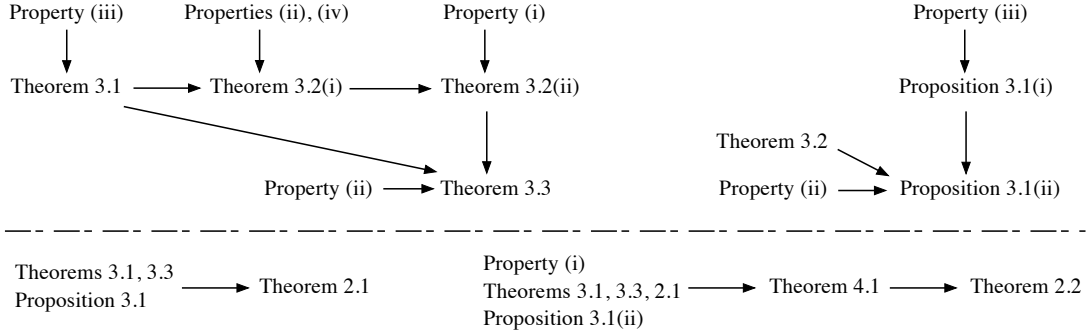 Property (iii) Properties (ii), (iv) Property (i) Property (iii)
Theorem 3.1 Theorem 3.2(i) Theorem 3.2(ii) Proposition 3.1(i)
Theorem 3.2
Property (ii) Theorem 3.3 Property (ii) Proposition 3.1(ii)
Theorems 3.1, 3.3
Proposition 3.1
Theorem 2.1
Property (i)
Theorems 3.1, 3.3, 2.1
Proposition 3.1(ii)
Theorem 4.1
Theorem 2.2